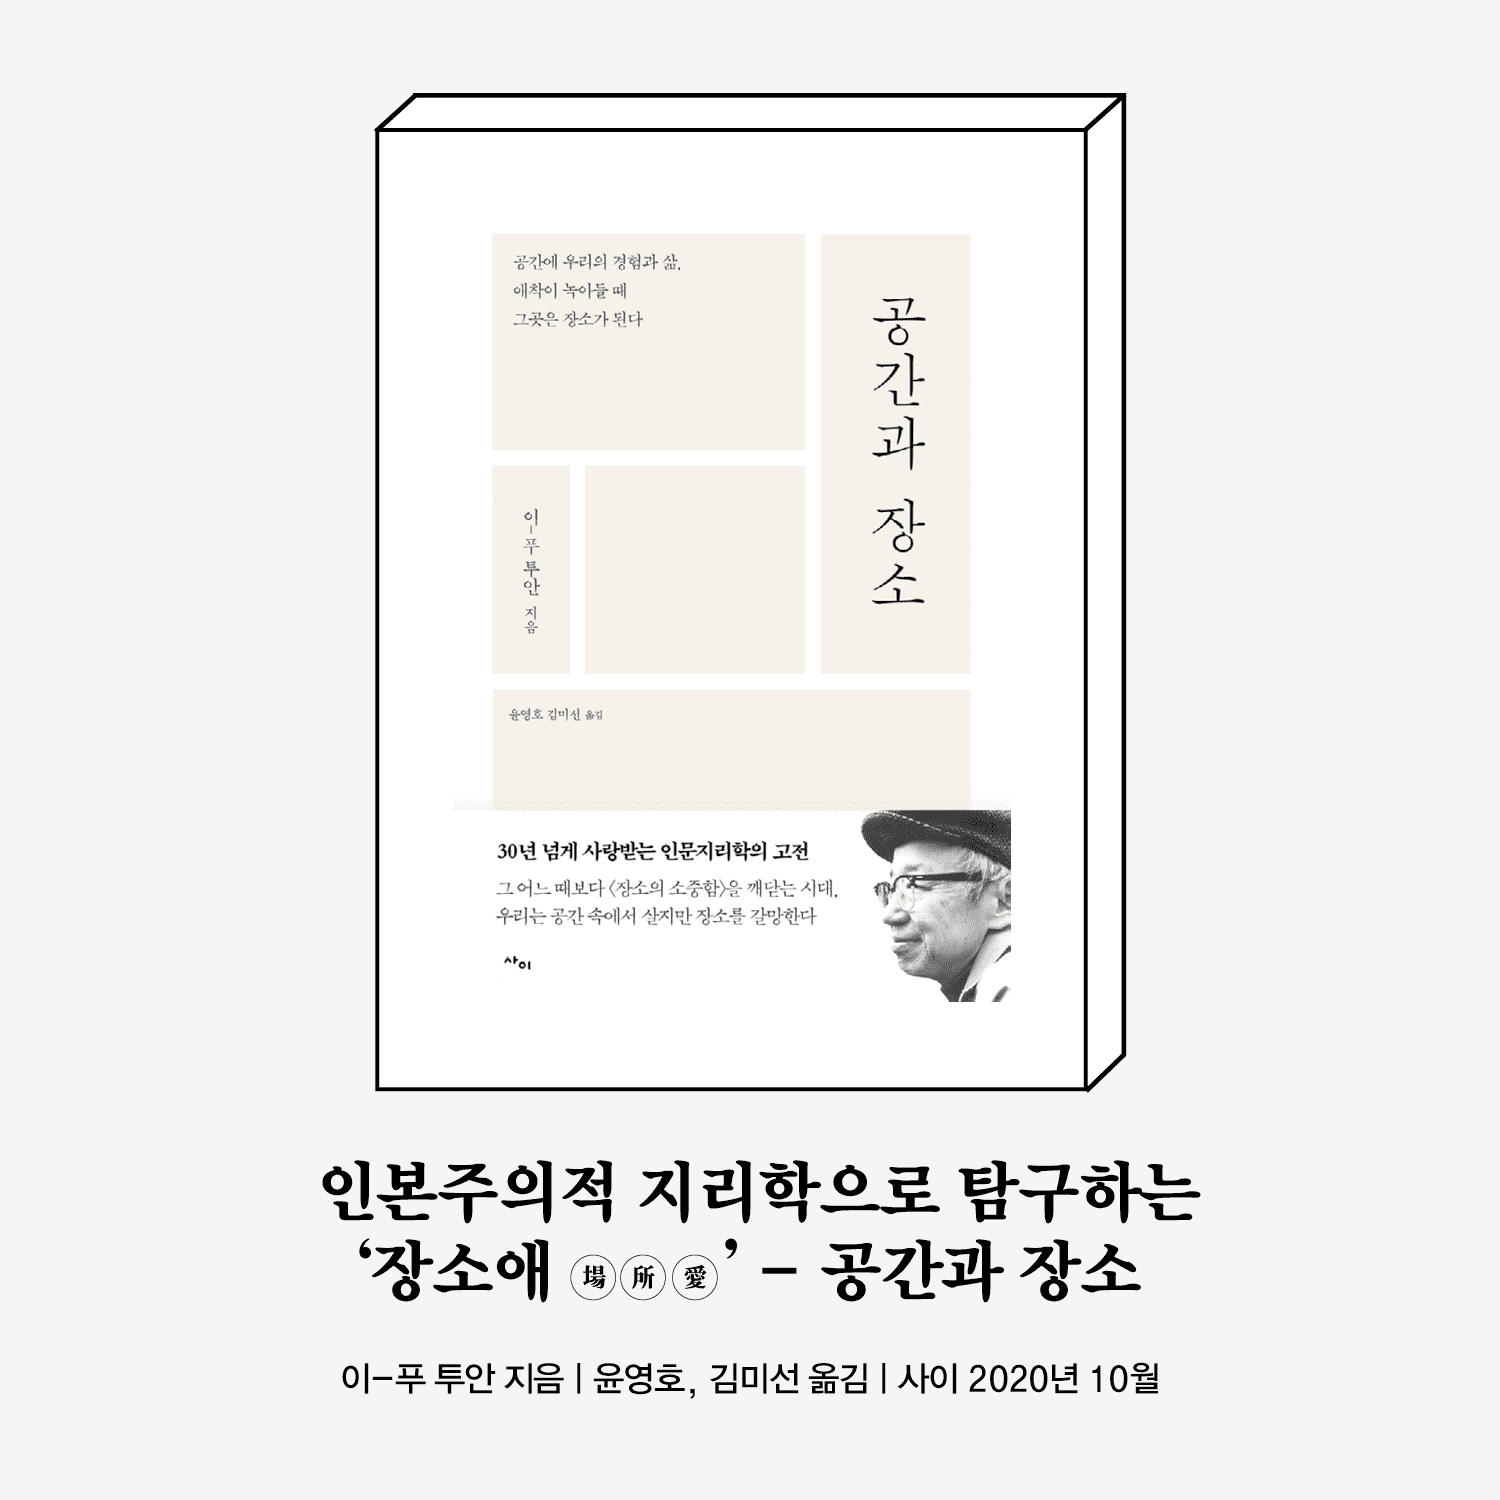 공간에 우리의 경험과 삶,
애착이 녹아들 때
그곳은 장소가 된다
공간과 장소
이-푸 투안 지음
윤영호 김미선 옮김
30년 넘게 사랑받는 인문지리학의 고전
그 어느 때보다 〈장소의 소중함〉을 깨닫는 시대,
우리는 공간 속에서 살지만 장소를 갈망한다
사이
인본주의적 지리학으로 탐구하는
‘장소애 場所愛’ – 공간과 장소
이-푸 투안 지음 | 윤영호, 김미선 옮김 | 사이 2020년 10월